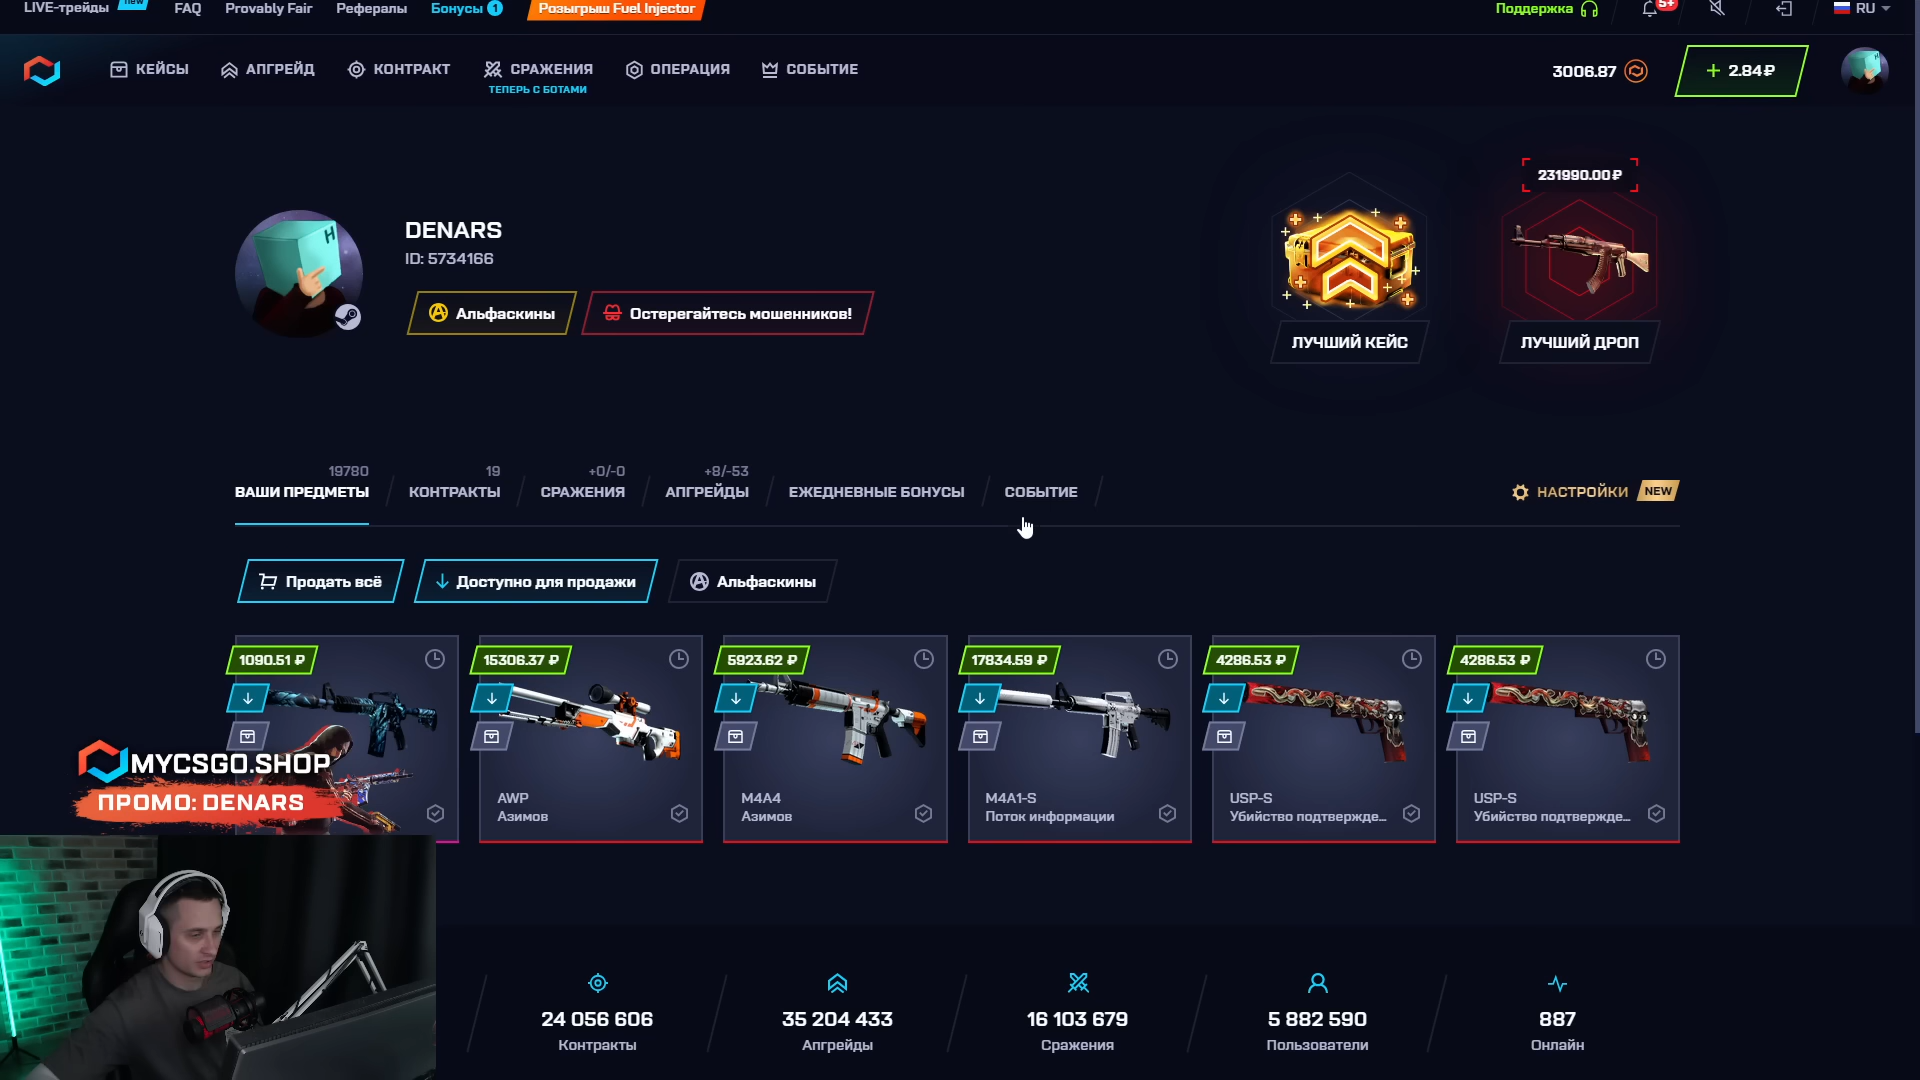 LIVE-трейды new FAQ Provably Fair Рефералы Бонусы 1 Розыгрыш Fuel Injector Поддержка 5+ RU
КЕЙСЫ АПГРЕЙД КОНТРАКТ СРАЖЕНИЯ ОПЕРАЦИЯ СОБЫТИЕ 3006.87 + 2.84 ₽
ТЕПЕРЬ С БОТАМИ
231990.00 ₽
DENARS
ID: 5734166
Альфаскины Остерегайтесь мошенников!
ЛУЧШИЙ КЕЙС ЛУЧШИЙ ДРОП
19780 19 +0/-0 +8/-53
ВАШИ ПРЕДМЕТЫ КОНТРАКТЫ СРАЖЕНИЯ АПГРЕЙДЫ ЕЖЕДНЕВНЫЕ БОНУСЫ СОБЫТИЕ НАСТРОЙКИ NEW
Продать всё Доступно для продажи Альфаскины
1090.51 ₽ 15306.37 ₽ 5923.62 ₽ 17834.59 ₽ 4286.53 ₽ 4286.53 ₽
MYCSGO.SHOP
ПРОМО: DENARS
AWP M4A4 M4A1-S USP-S USP-S
Азимов Азимов Поток информации Убийство подтвержде... Убийство подтвержде...
24 056 606 35 204 433 16 103 679 5 882 590 887
Контракты Апгрейды Сражения Пользователи Онлайн